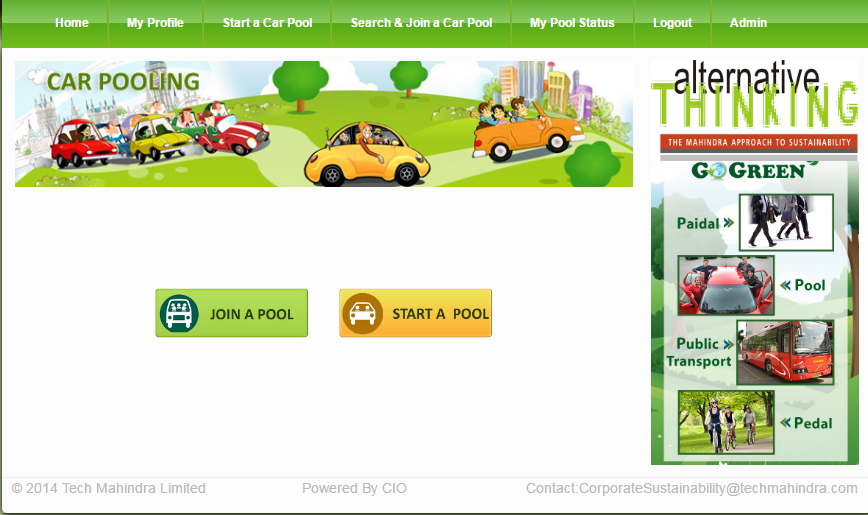 Home My Profile Start a Car Pool Search & Join a Car Pool My Pool Status Logout Admin
CAR POOLING
alternative
THINKING
THE MAHINDRA APPROACH TO SUSTAINABILITY
GO GREEN
Paidal
Pool
Public
Transport
Pedal
JOIN A POOL
START A POOL
© 2014 Tech Mahindra Limited Powered By CIO Contact:CorporateSustainability@techmahindra.com